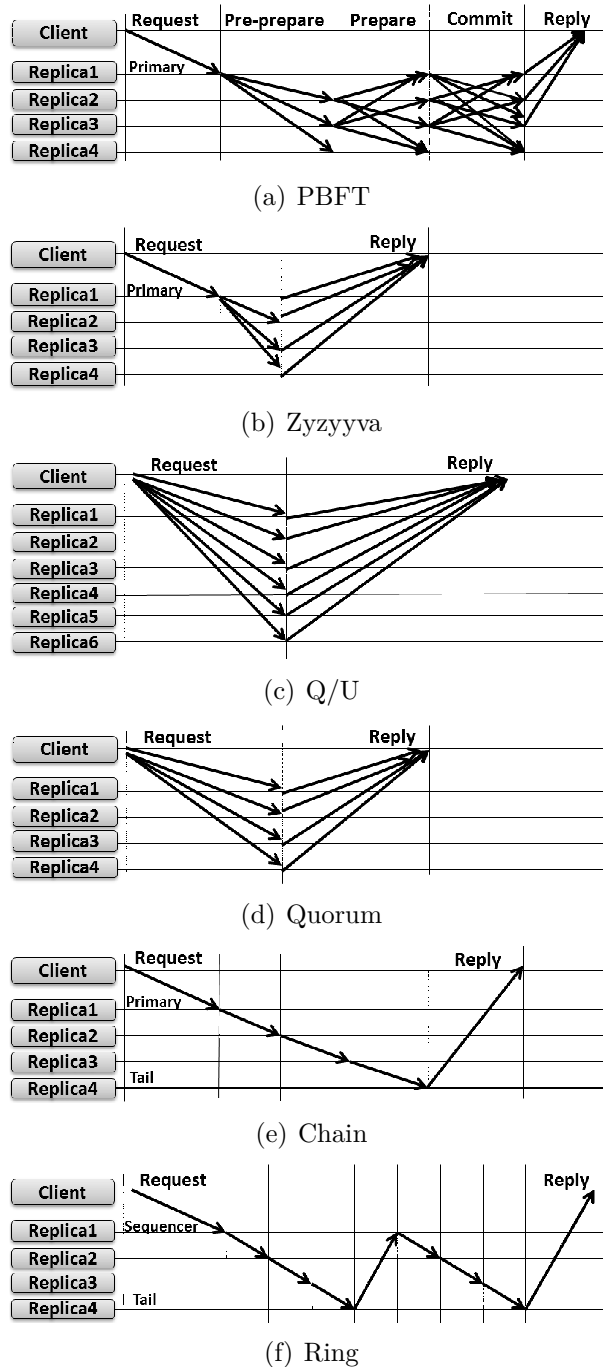 Request Pre-prepare Prepare Commit Reply
Client
Replica1 Primary
Replica2
Replica3
Replica4
(a) PBFT
Request Reply
Client
Replica1 Primary
Replica2
Replica3
Replica4
(b) Zyzyyva
Request Reply
Client
Replica1
Replica2
Replica3
Replica4
Replica5
Replica6
(c) Q/U
Request Reply
Client
Replica1
Replica2
Replica3
Replica4
(d) Quorum
Request Reply
Client
Replica1 Primary
Replica2
Replica3
Replica4 Tail
(e) Chain
Request Reply
Client
Replica1 Sequencer
Replica2
Replica3
Replica4 Tail
(f) Ring